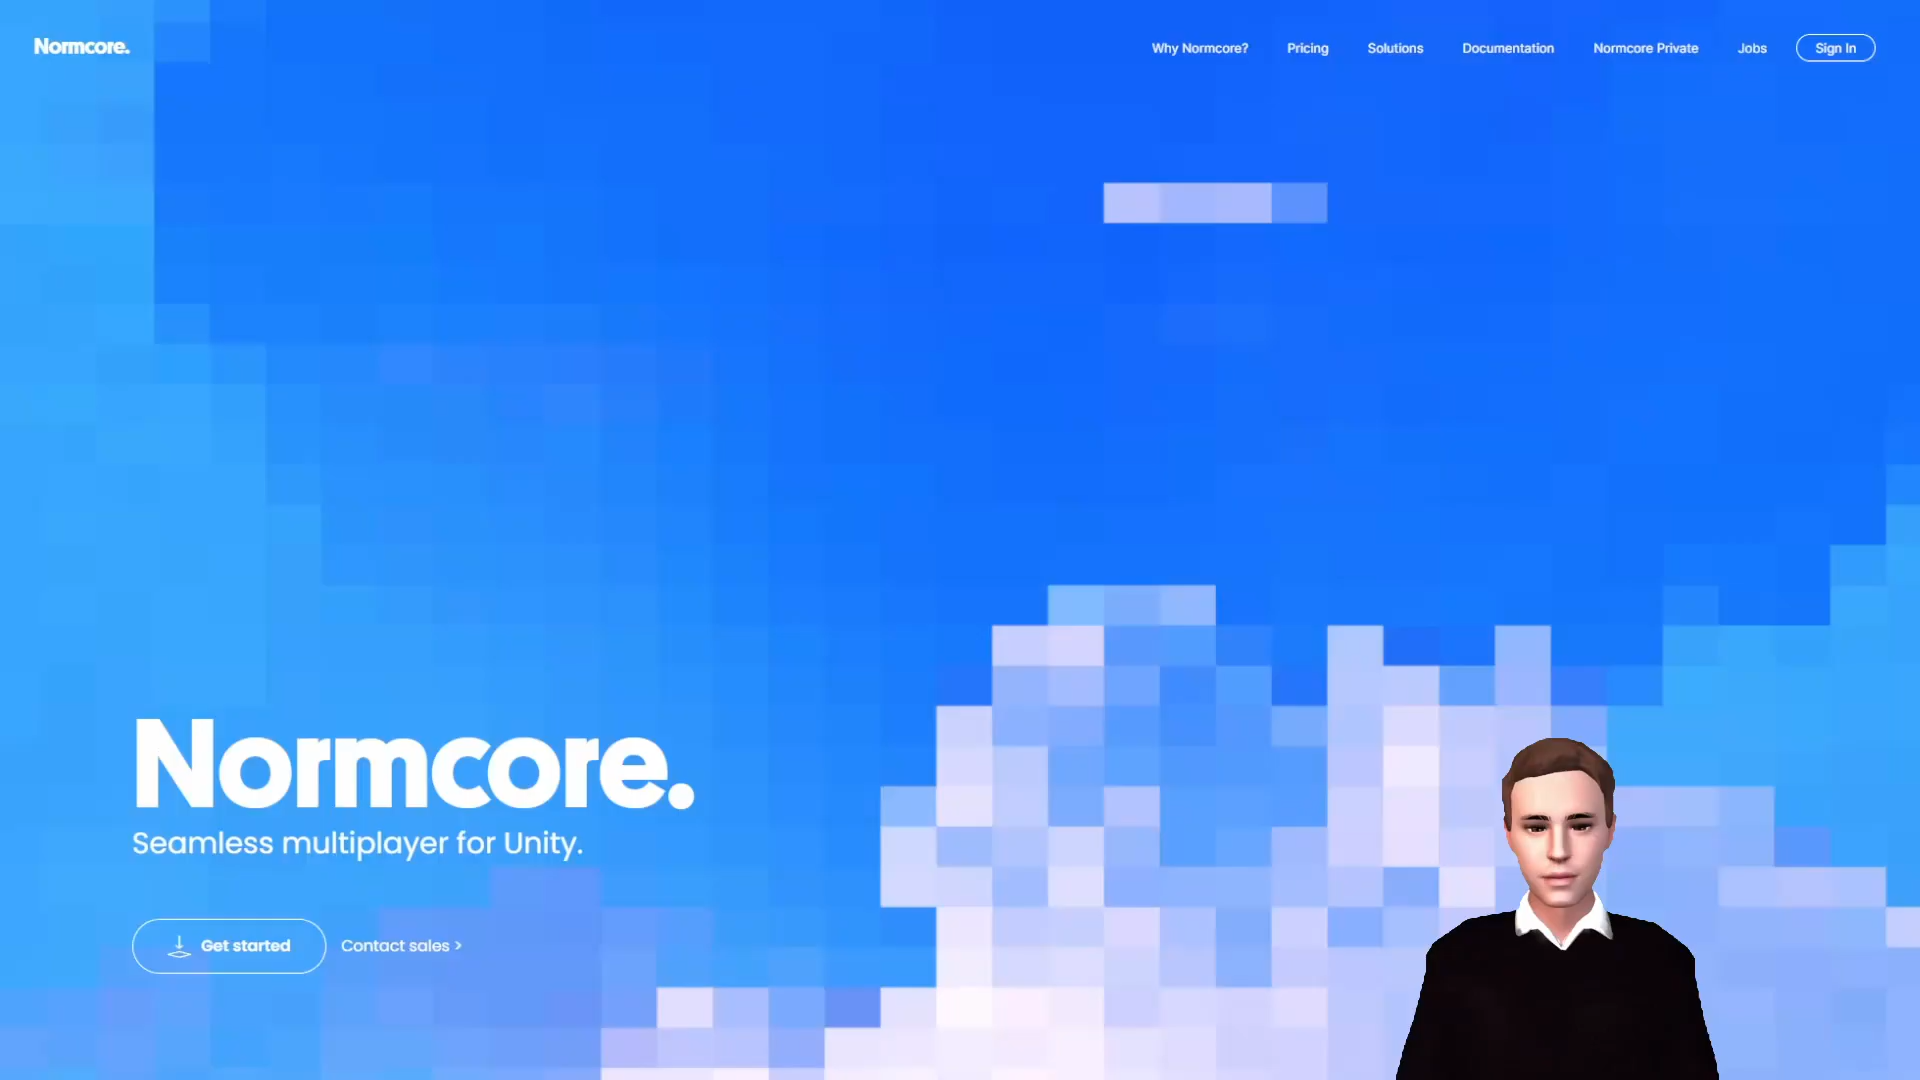 Normcore.
Why Normcore? Pricing Solutions Documentation Normcore Private Jobs Sign In
Normcore.
Seamless multiplayer for Unity.
Get started Contact sales >